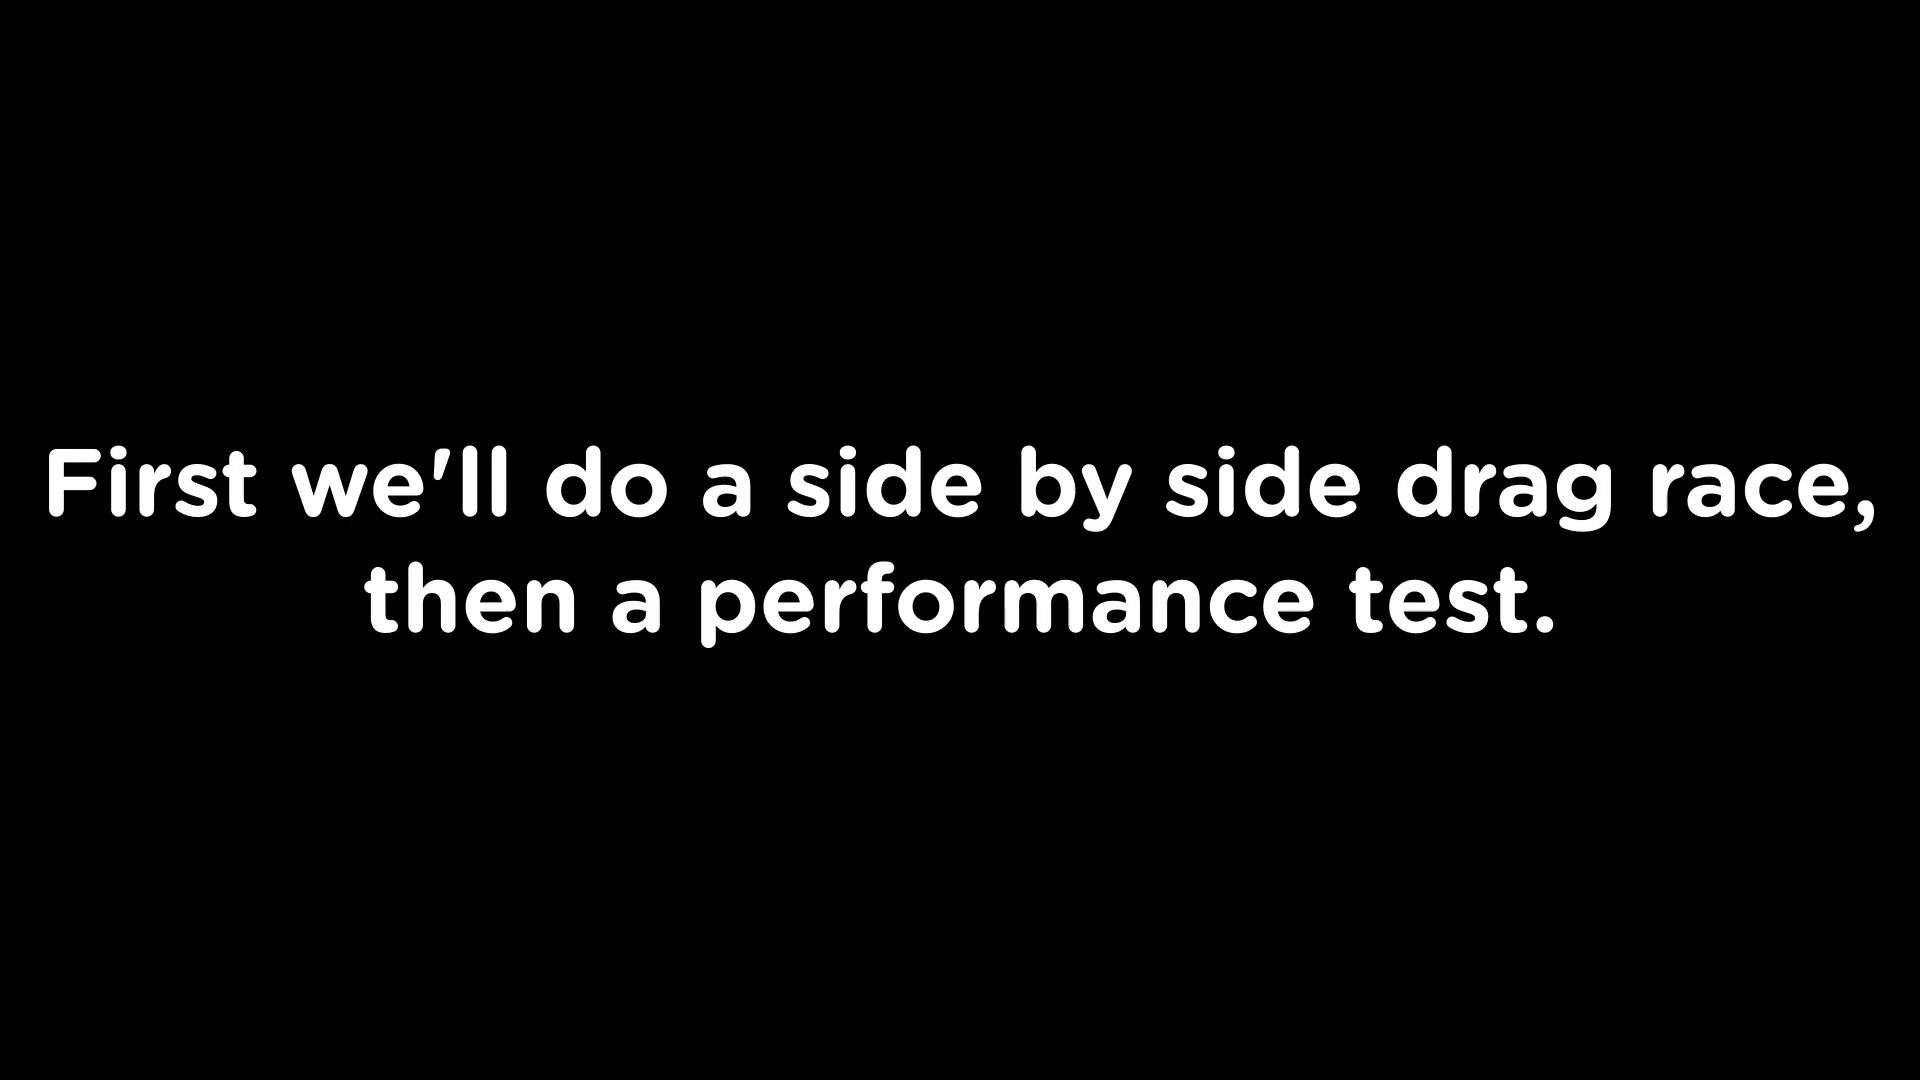 First we'll do a side by side drag race,
then a performance test.